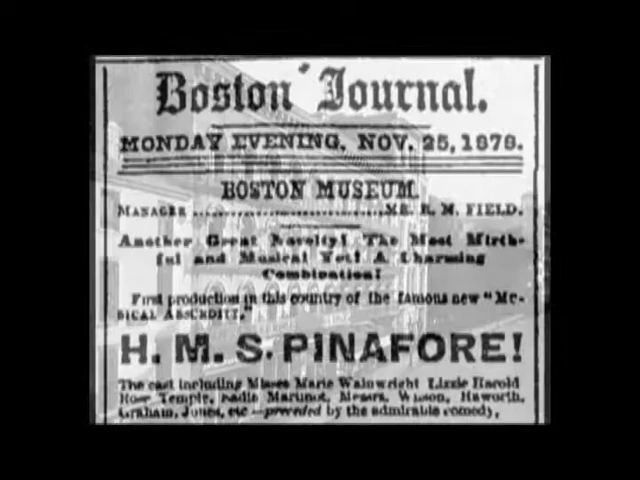 Boston Journal.
MONDAY EVENING, NOV. 25, 1878.
BOSTON MUSEUM.
MANAGER ........................ MR. R. M. FIELD.
Another Great Novelty! The Most Mirth-
ful and Musical Yet! A Charming
Combination!
First production in this country of the famous new "MU-
SICAL ABSURDITY."
H. M. S. PINAFORE!
The cast including Misses Marie Wainwright Lizzie Harold
Rose Temple, Sadie Martinot, Messrs. Wilson, Haworth,
Graham, Jones, etc—preceded by the admirable comedy,